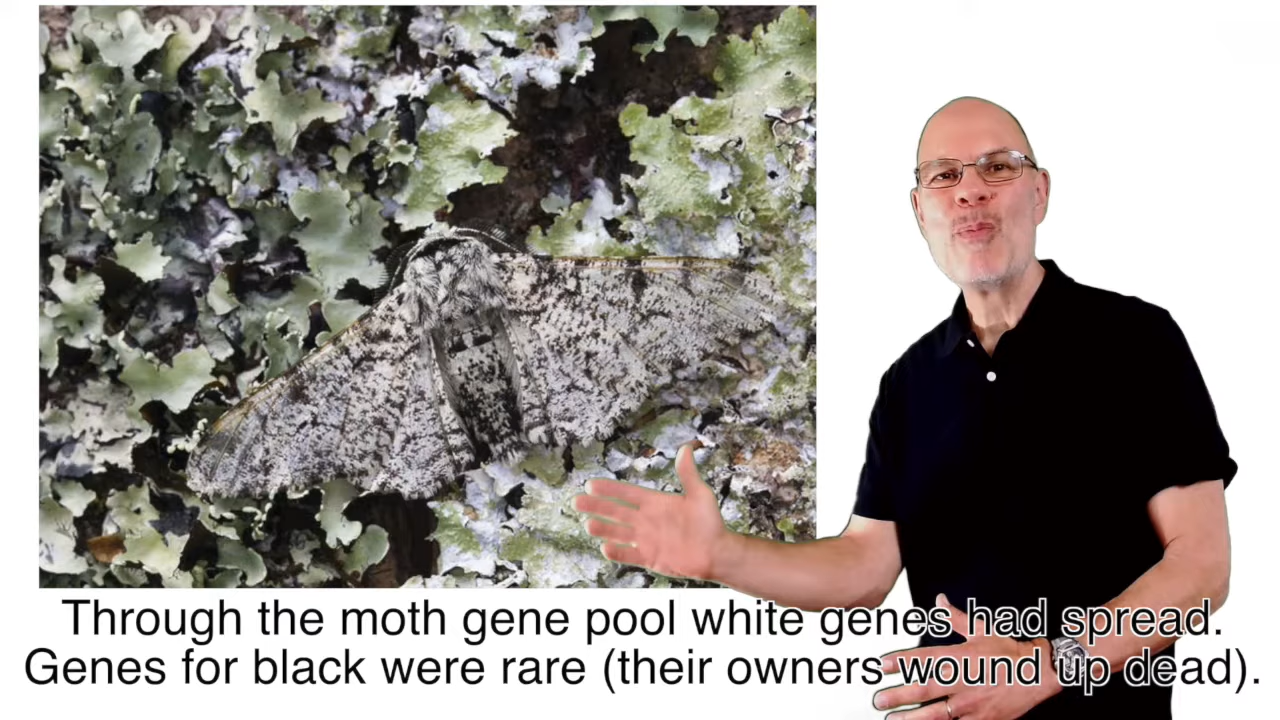 Through the moth gene pool white genes had spread.
Genes for black were rare (their owners wound up dead).